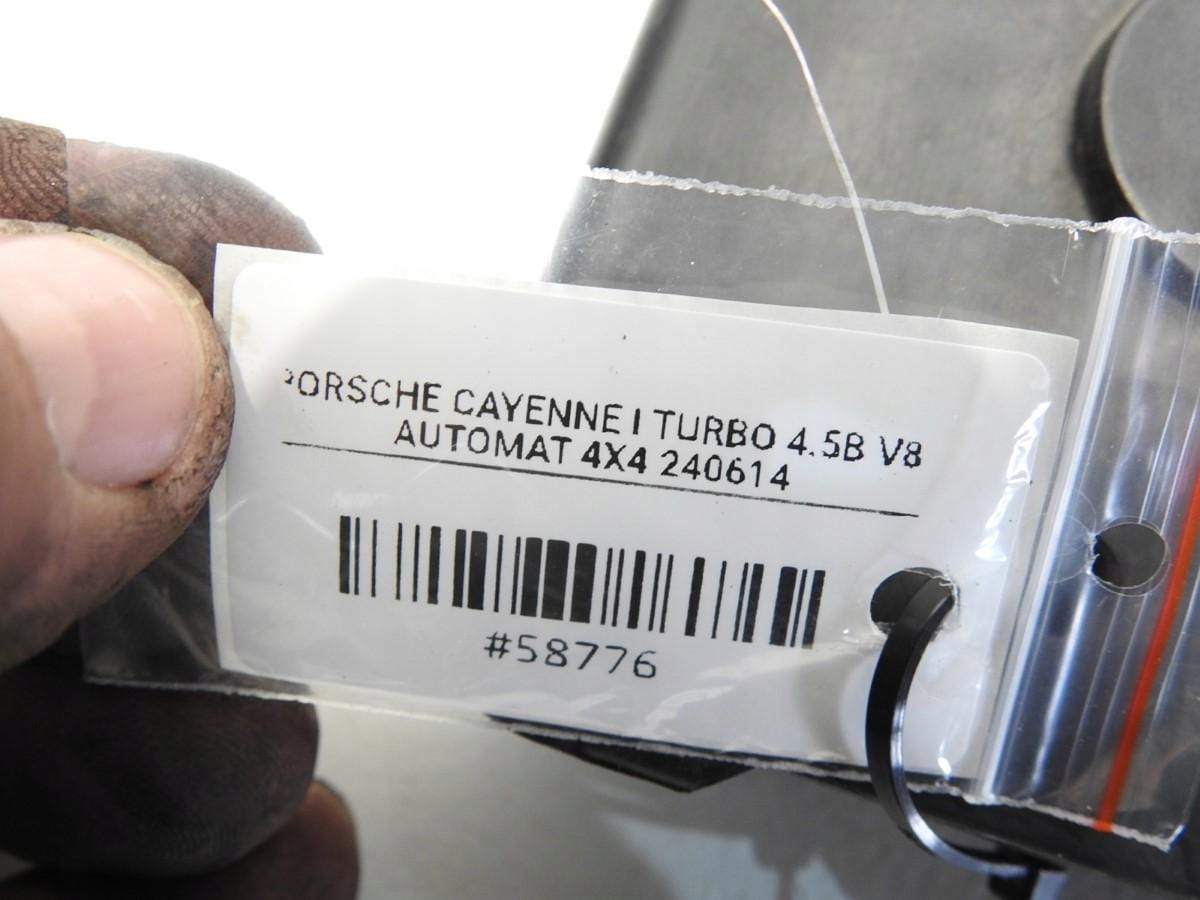 PORSCHE CAYENNE I TURBO 4.5B V8
AUTOMAT 4X4 240614
#58776